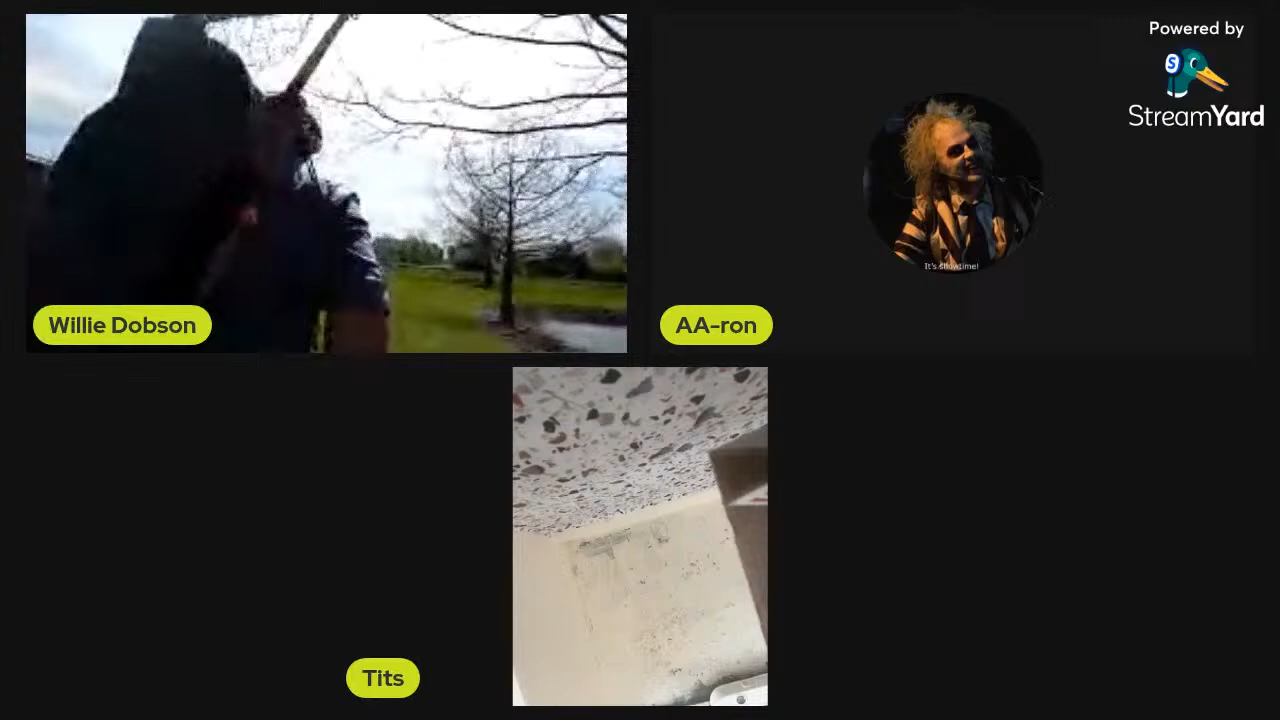 Powered by
StreamYard
Willie Dobson
AA-ron
It's showtime!
Tits